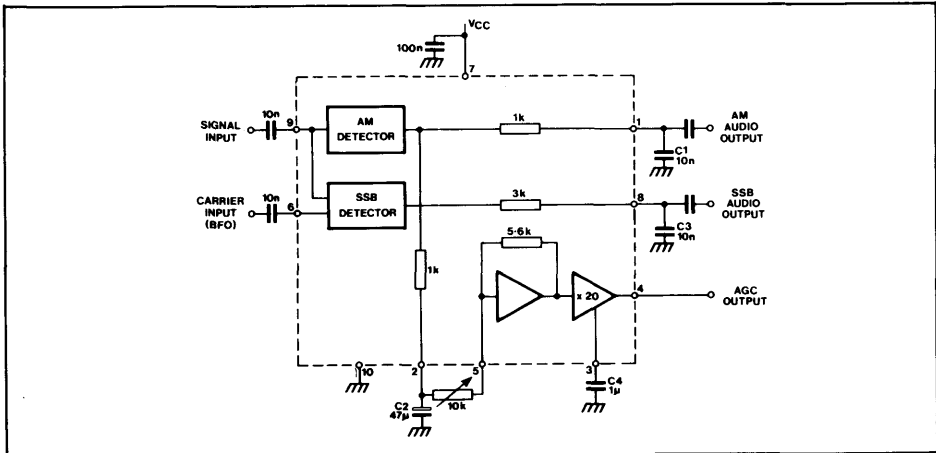 VCC
100n
7
SIGNAL
INPUT
10n
9
AM
DETECTOR
1k
1
AM
AUDIO
OUTPUT
C1
10n
CARRIER
INPUT
(BFO)
10n
6
SSB
DETECTOR
3k
8
SSB
AUDIO
OUTPUT
C3
10n
5·6k
1k
x 20
4
AGC
OUTPUT
10
2
5
3
C2
47μ
10k
C4
1μ